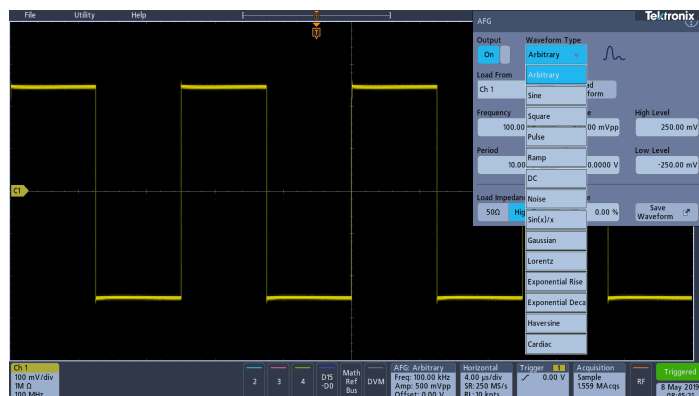 File Utility Help
Tektronix
AFG
Output Waveform Type
On Arbitrary
Load From
Ch 1
Arbitrary
Sine
Square
Pulse
Ramp
DC
Noise
Sin(x)/x
Gaussian
Lorentz
Exponential Rise
Exponential Deca
Haversine
Cardiac
Frequency High Level
100.00 00 mVpp 250.00 mV
Period Low Level
10.00 0.0000 V -250.00 mV
Load Impedanc
50Ω Hig 0.00 % Save
Waveform
C1
Ch 1
100 mV/div
1M Ω
100 MHz
2 3 4
D15
-D0
Math
Ref
Bus
DVM
AFG: Arbitrary
Freq: 100.00 kHz
Amp: 500 mVpp
Offset: 0.00 V
Horizontal
4.00 µs/div
SR: 250 MS/s
RL: 10 kpts
Trigger 1
0.00 V
Acquisition
Sample
1.559 MAcqs
RF
Triggered
8 May 2019